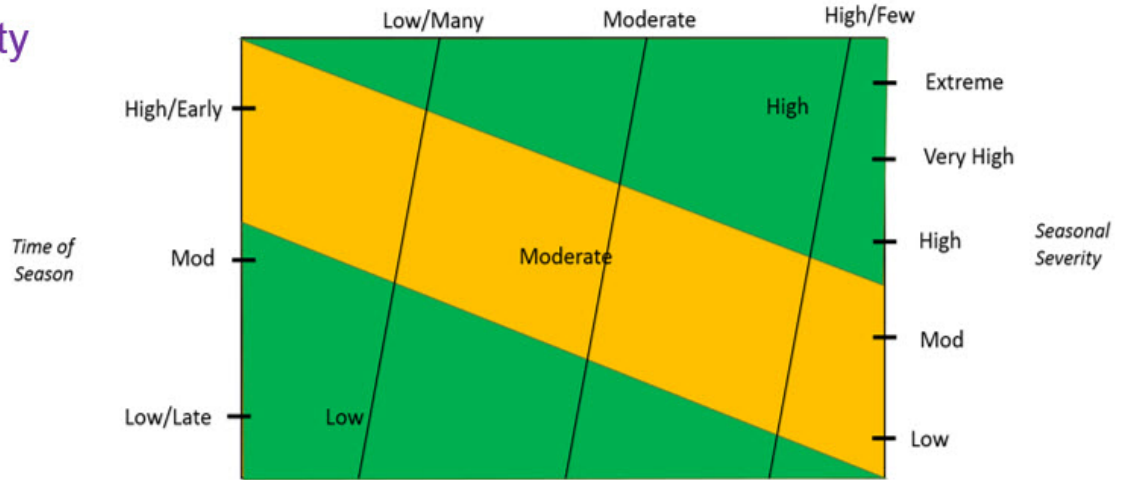 ty
Low/Many
Moderate
High/Few
High/Early
High
Extreme
Very High
Time of
Season
Mod
Moderate
High
Seasonal
Severity
Mod
Low/Late
Low
Low